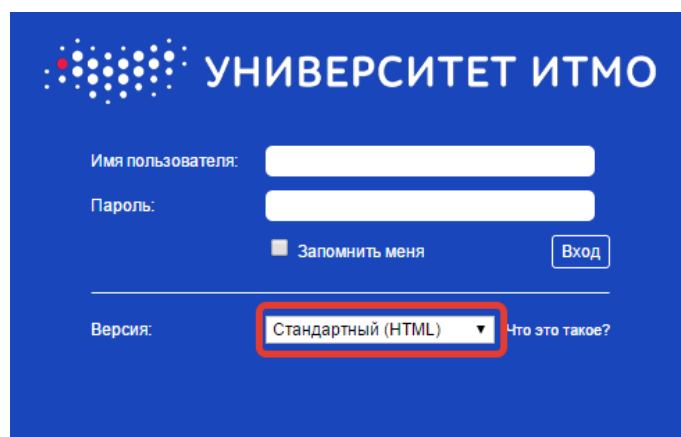 УНИВЕРСИТЕТ ИТМО
Имя пользователя:
Пароль:
Запомнить меня Вход
Версия: Стандартный (HTML) Что это такое?